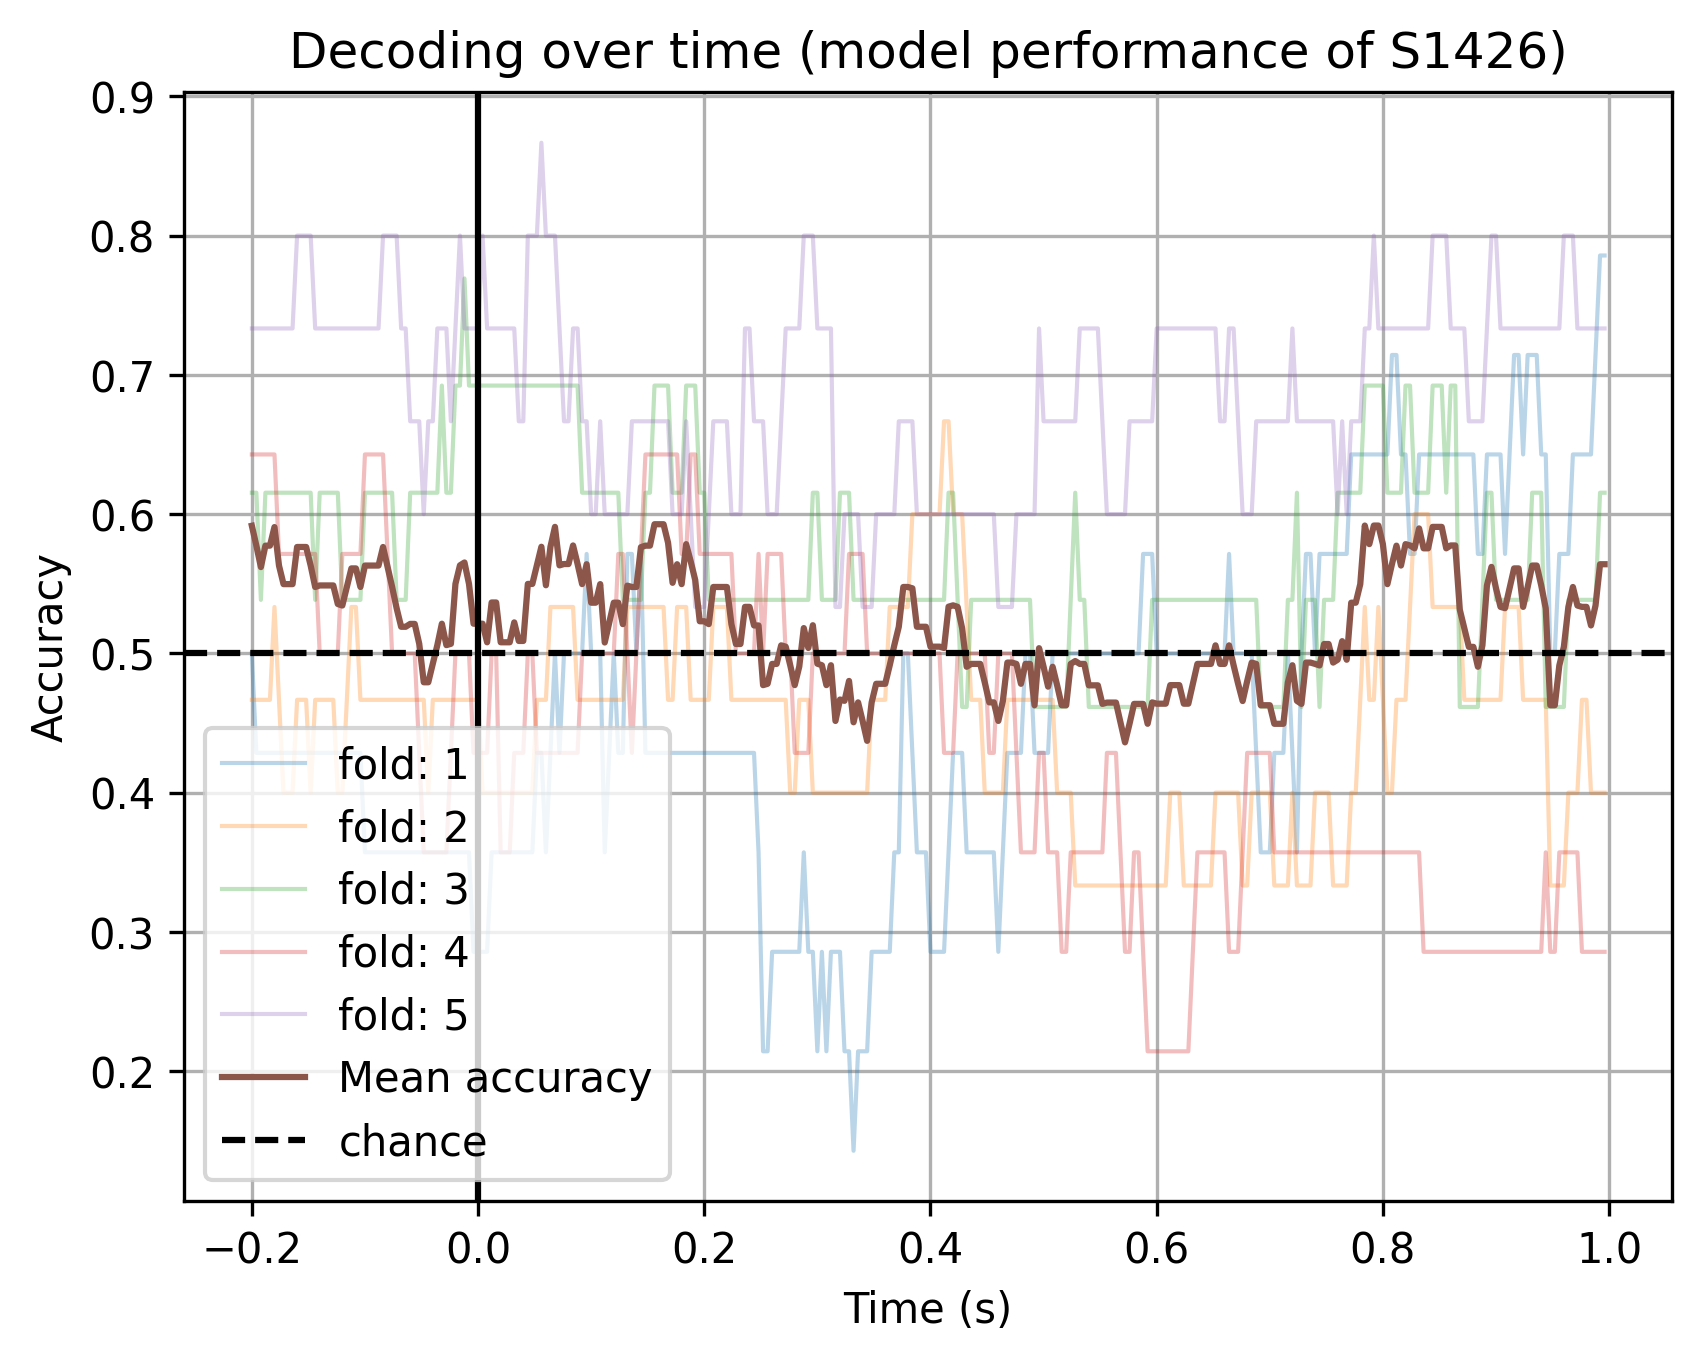 Decoding over time (model performance of S1426)
Accuracy
0.9
0.8
0.7
0.6
0.5
0.4
0.3
0.2
fold: 1
fold: 2
fold: 3
fold: 4
fold: 5
Mean accuracy
chance
−0.2 0.0 0.2 0.4 0.6 0.8 1.0
Time (s)